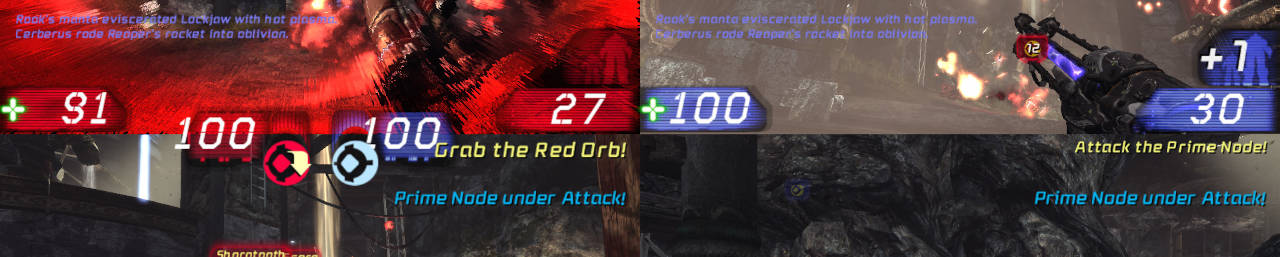 Rook's manta eviscerated Lockjaw with hot plasma.
Cerberus rode Reaper's rocket into oblivion.
91
27
Rook's manta eviscerated Lockjaw with hot plasma.
Cerberus rode Reaper's rocket into oblivion.
12
+1
100
30
100
100
Grab the Red Orb!
Prime Node under Attack!
Attack the Prime Node!
Prime Node under Attack!